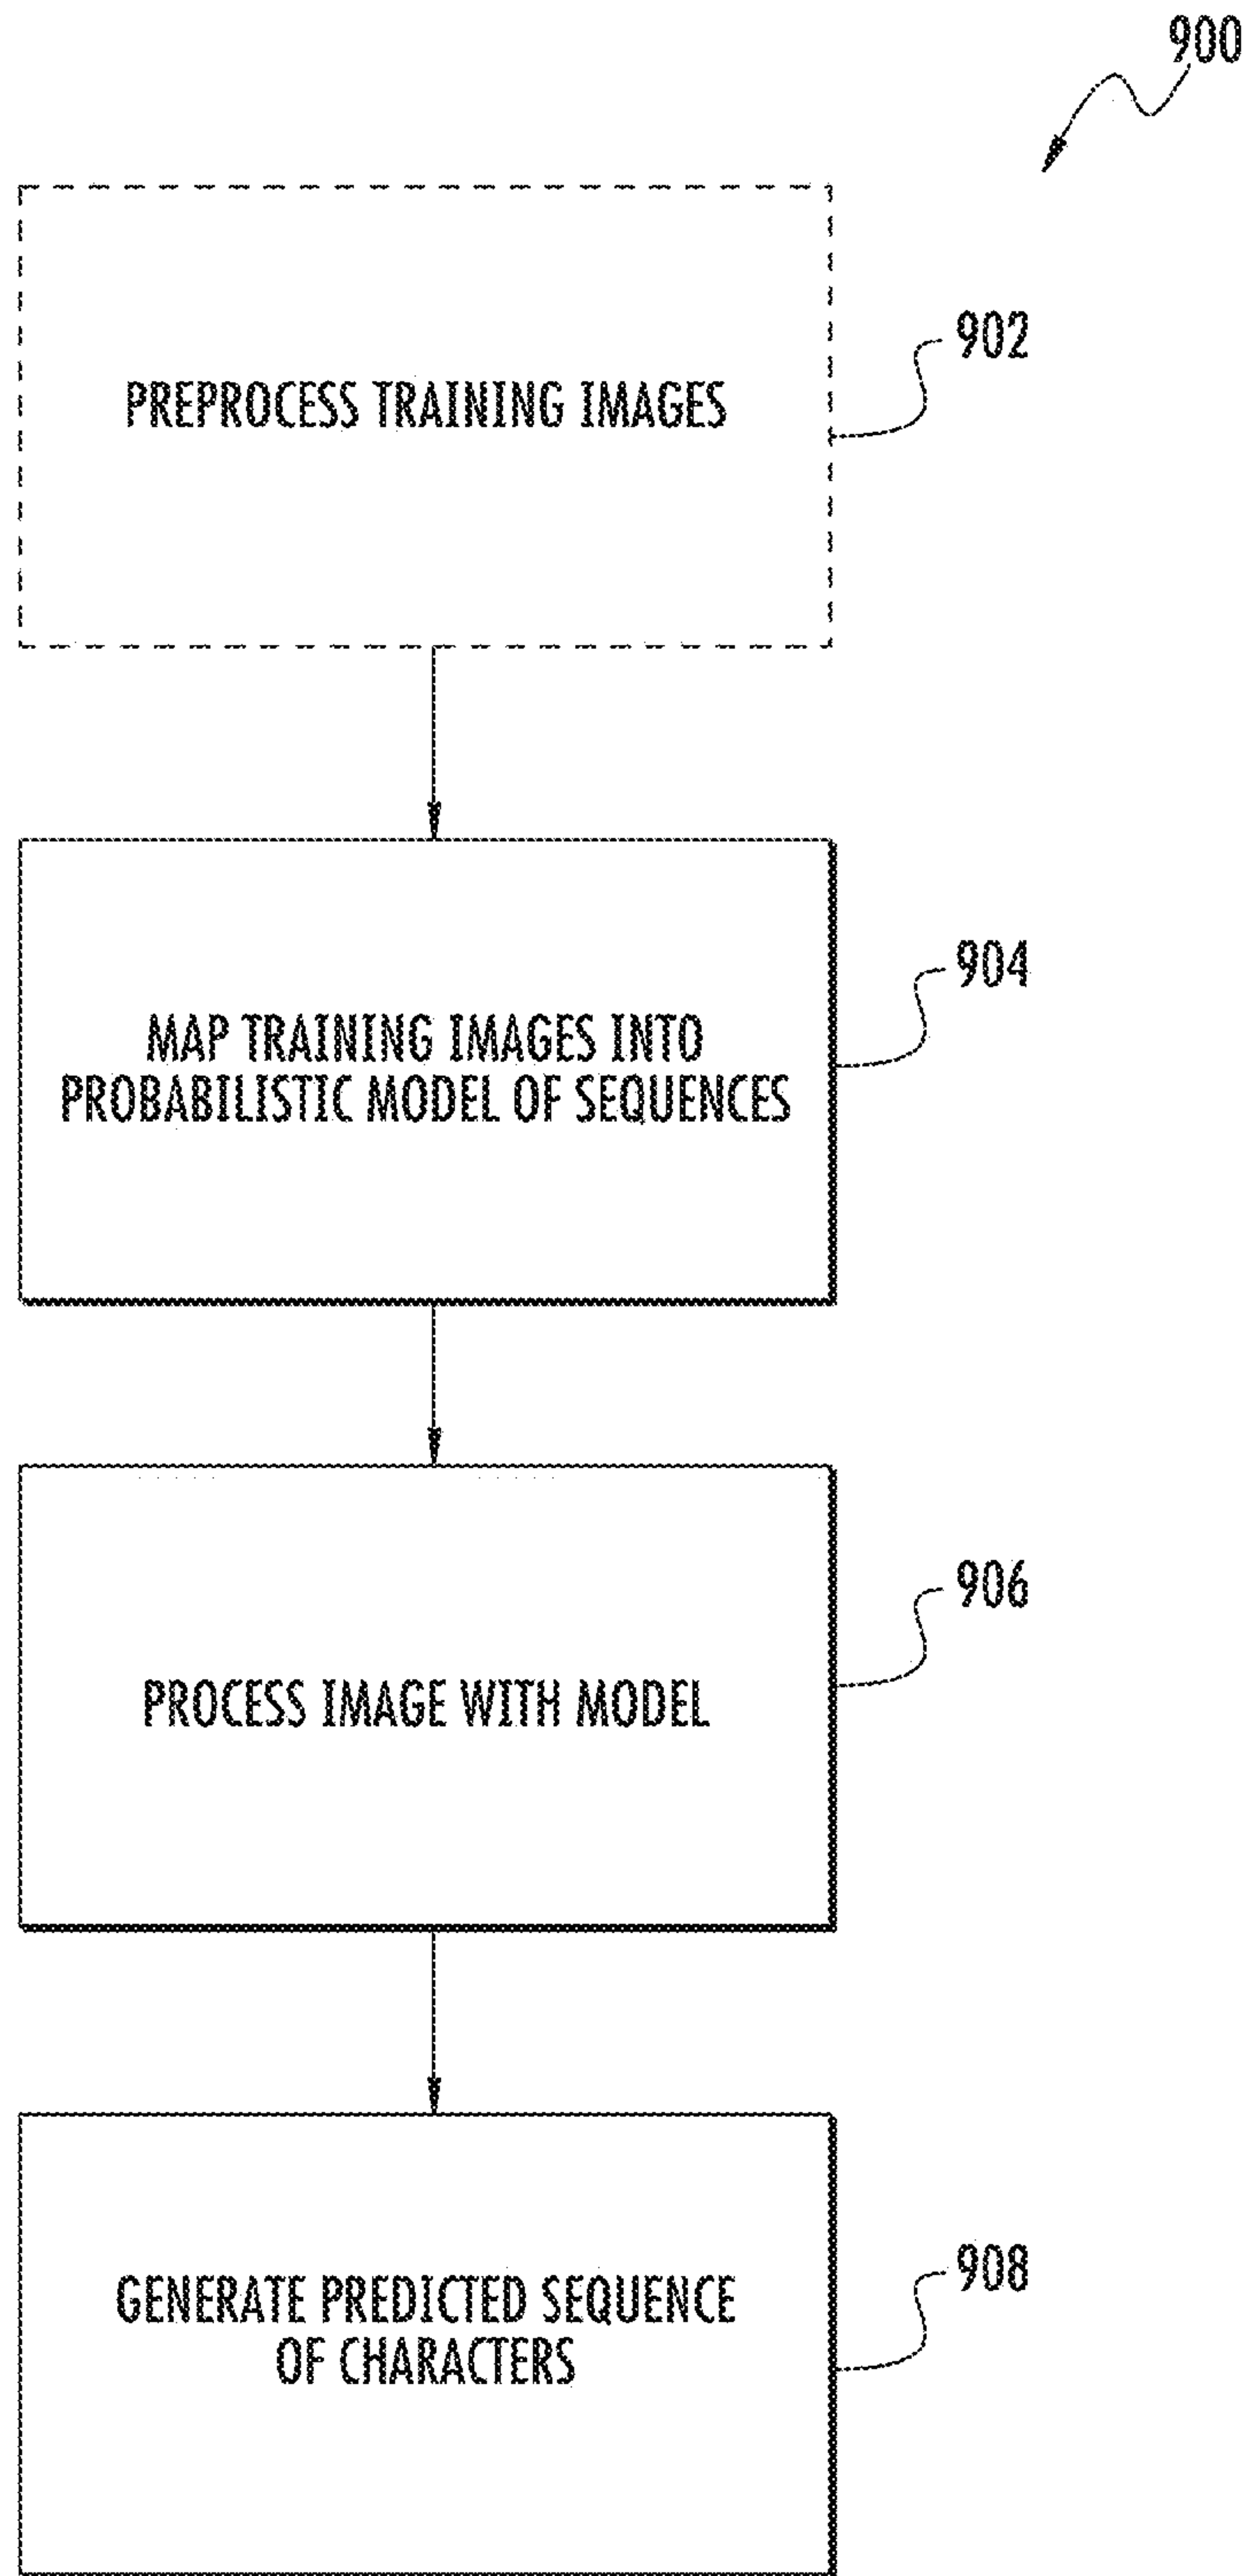 900
PREPROCESS TRAINING IMAGES
902
MAP TRAINING IMAGES INTO
PROBABILISTIC MODEL OF SEQUENCES
904
PROCESS IMAGE WITH MODEL
906
GENERATE PREDICTED SEQUENCE
OF CHARACTERS
908